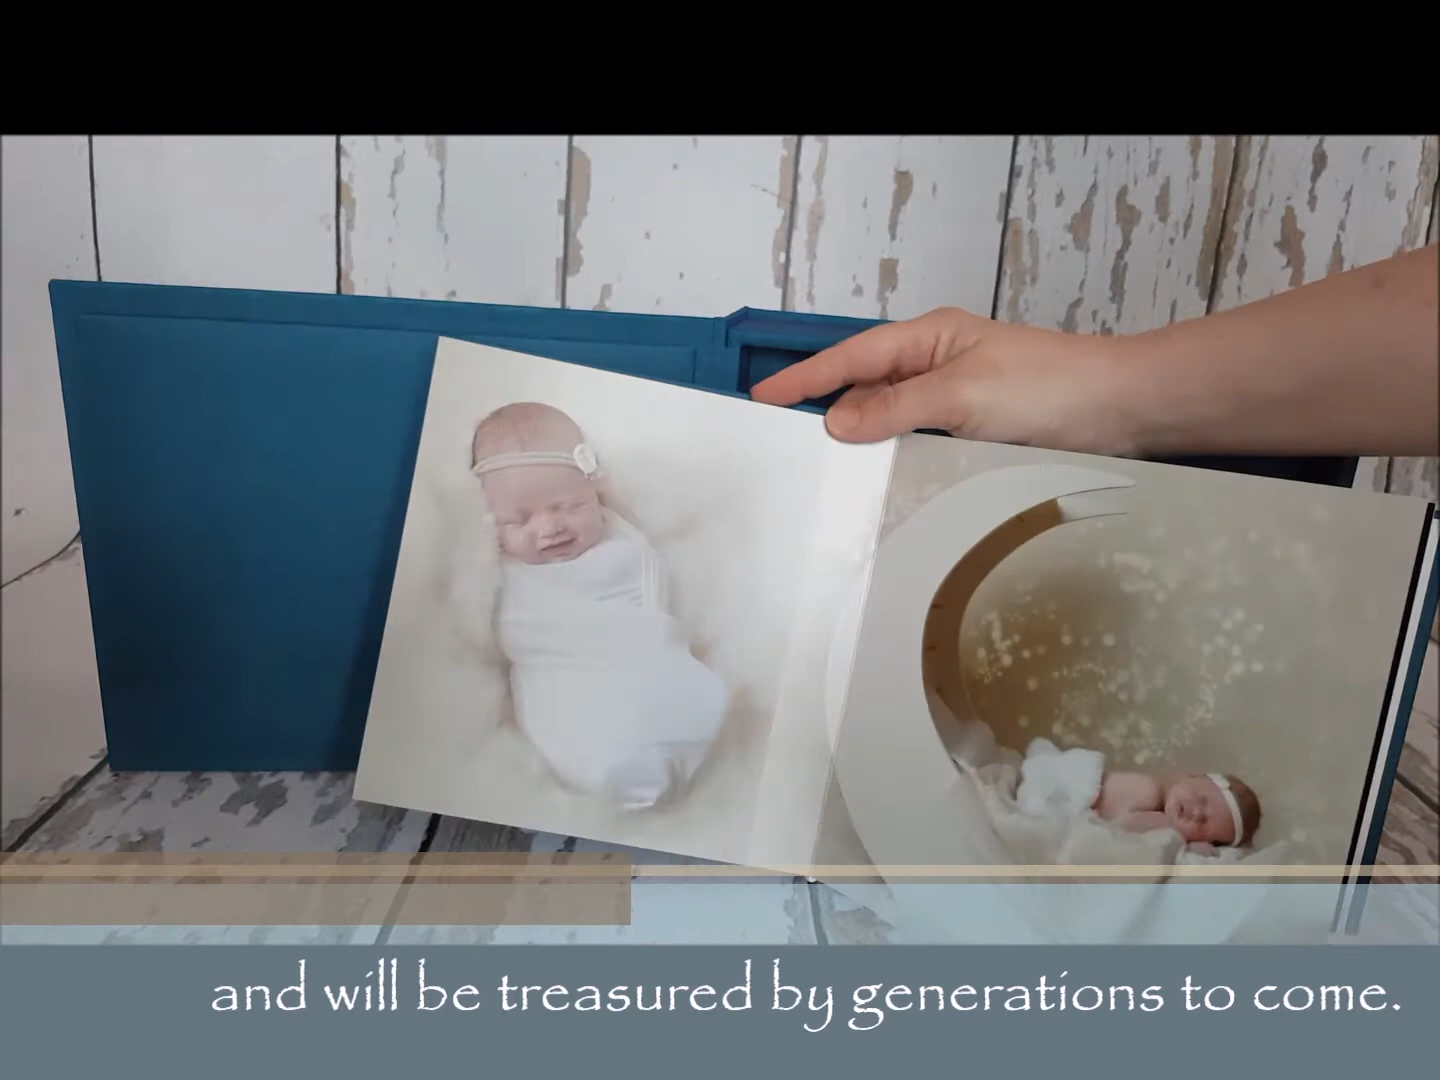 and will be treasured by generations to come.